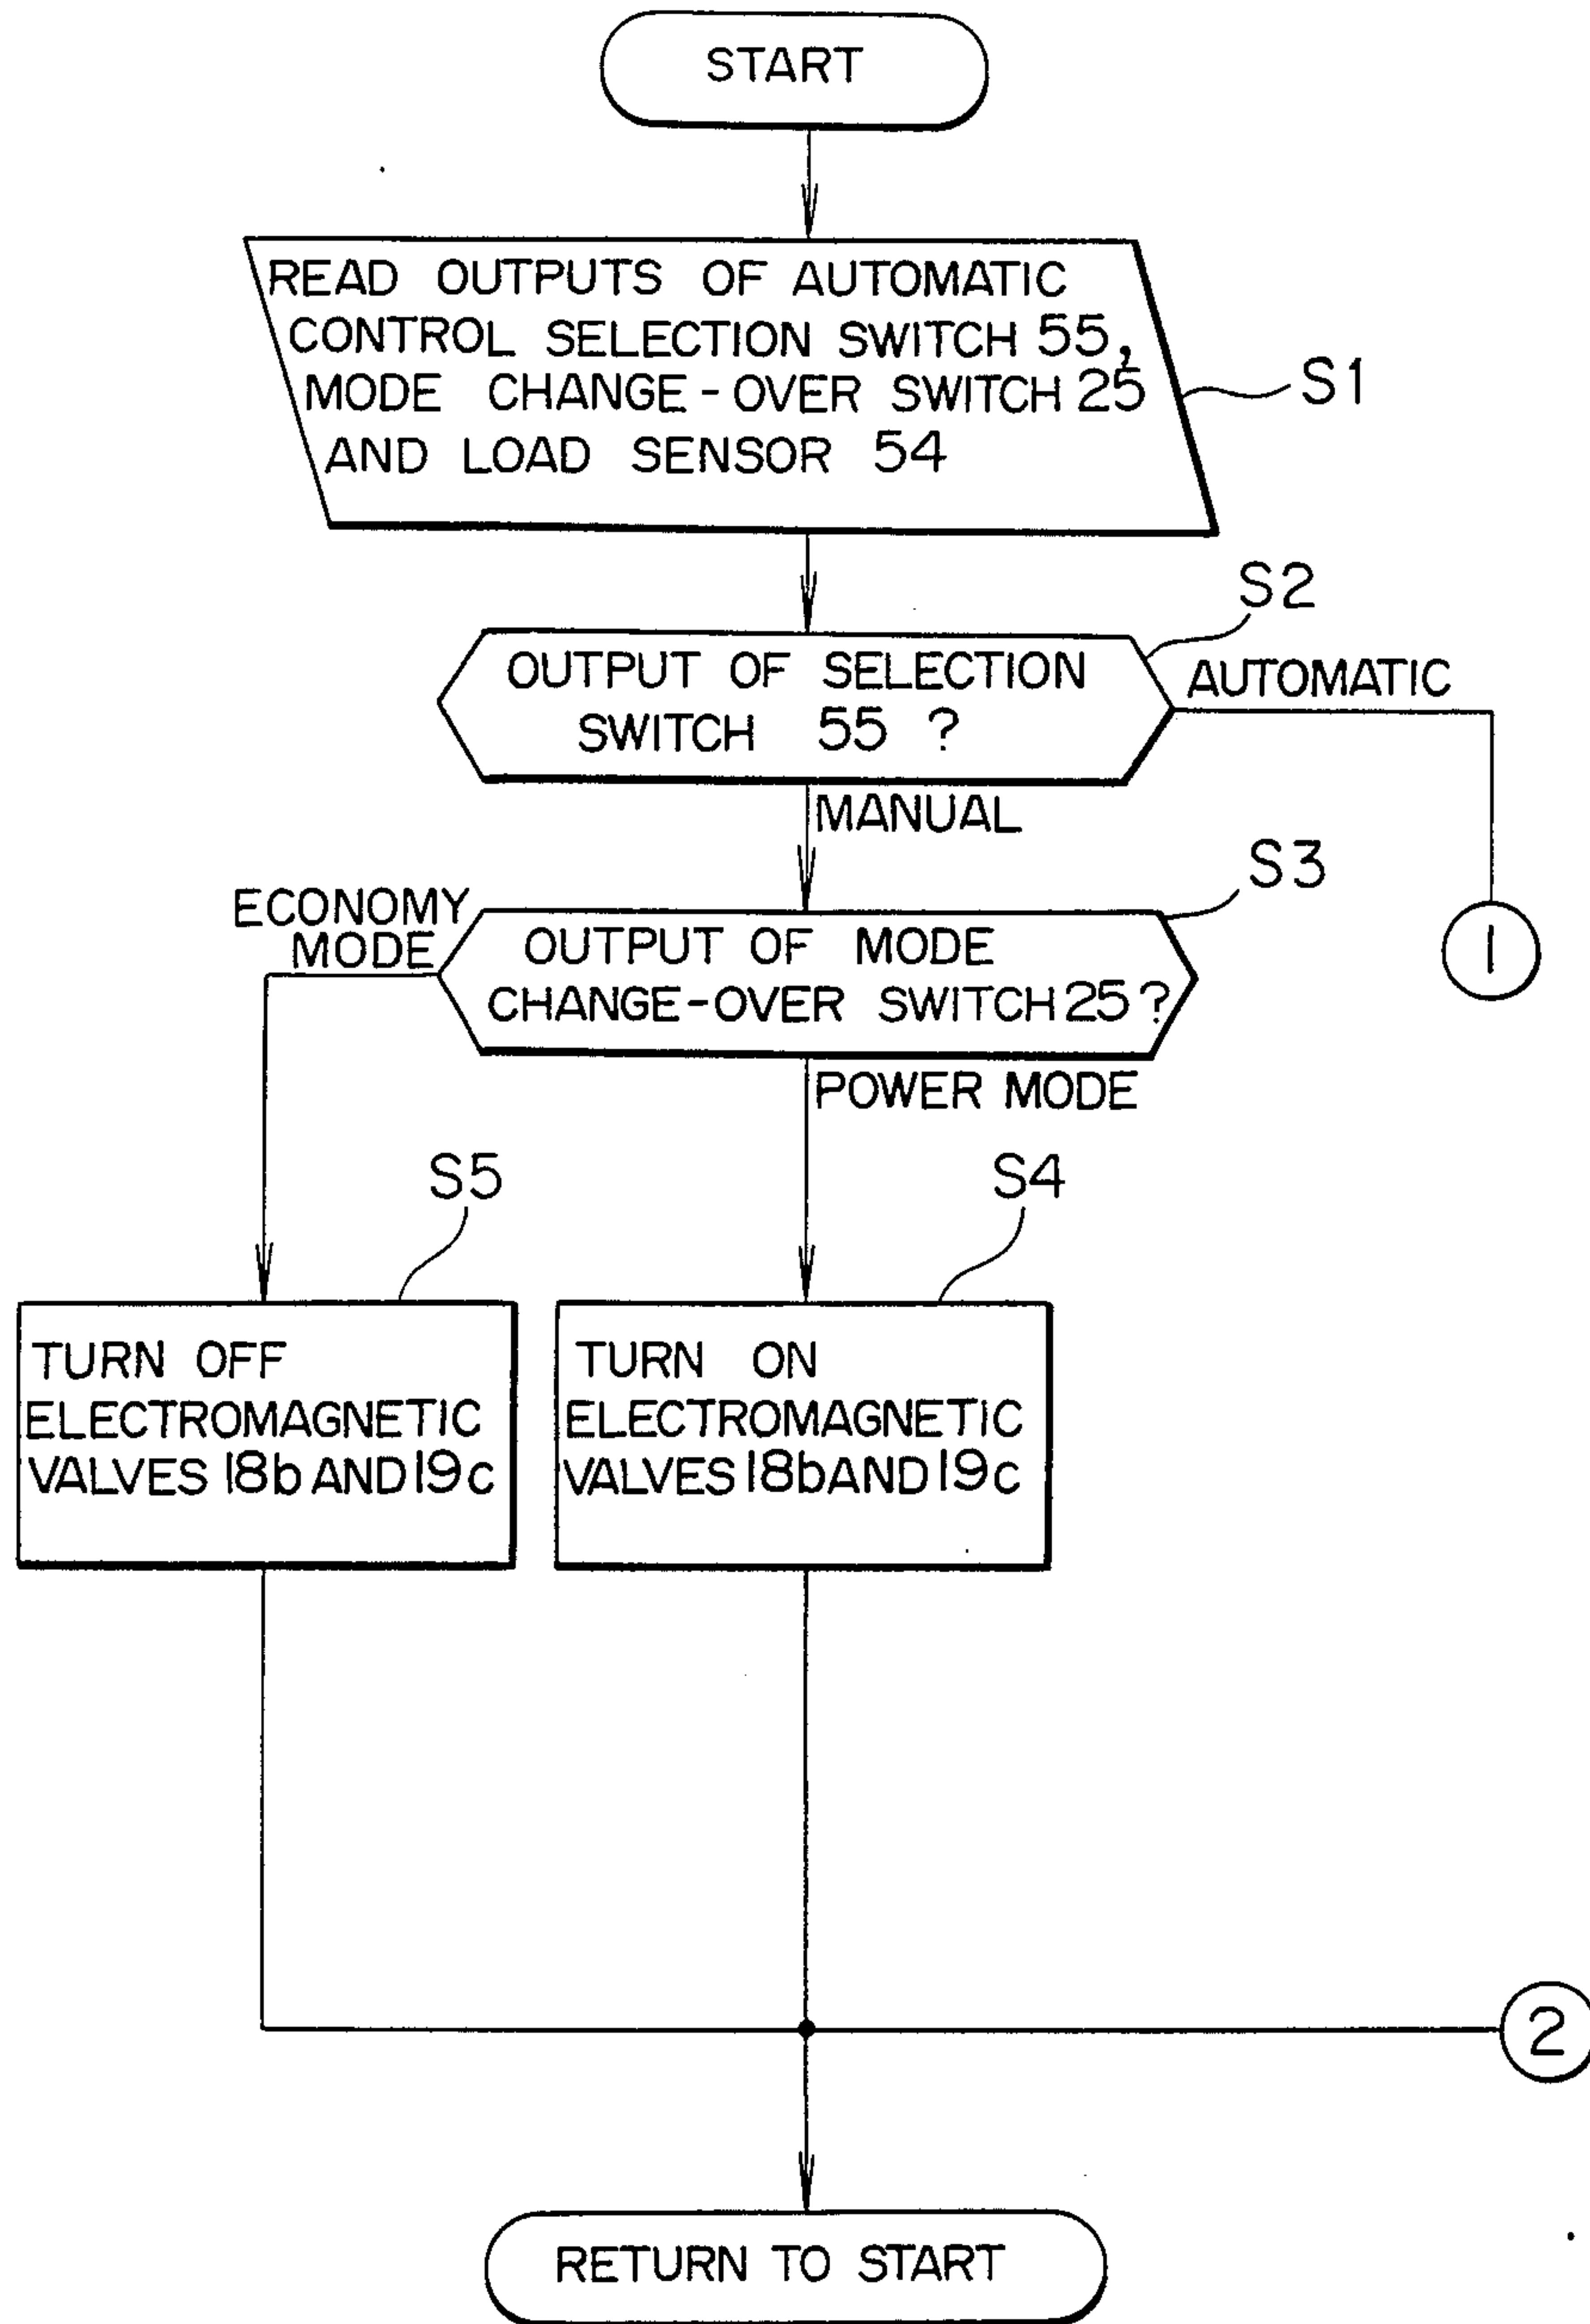 START
READ OUTPUTS OF AUTOMATIC
CONTROL SELECTION SWITCH 55,
MODE CHANGE-OVER SWITCH 25
AND LOAD SENSOR 54
S1
S2
OUTPUT OF SELECTION
SWITCH 55 ?
AUTOMATIC
MANUAL
S3
ECONOMY
MODE
OUTPUT OF MODE
CHANGE-OVER SWITCH 25 ?
1
POWER MODE
S5
S4
TURN OFF
ELECTROMAGNETIC
VALVES 18b AND 19c
TURN ON
ELECTROMAGNETIC
VALVES 18b AND 19c
2
RETURN TO START